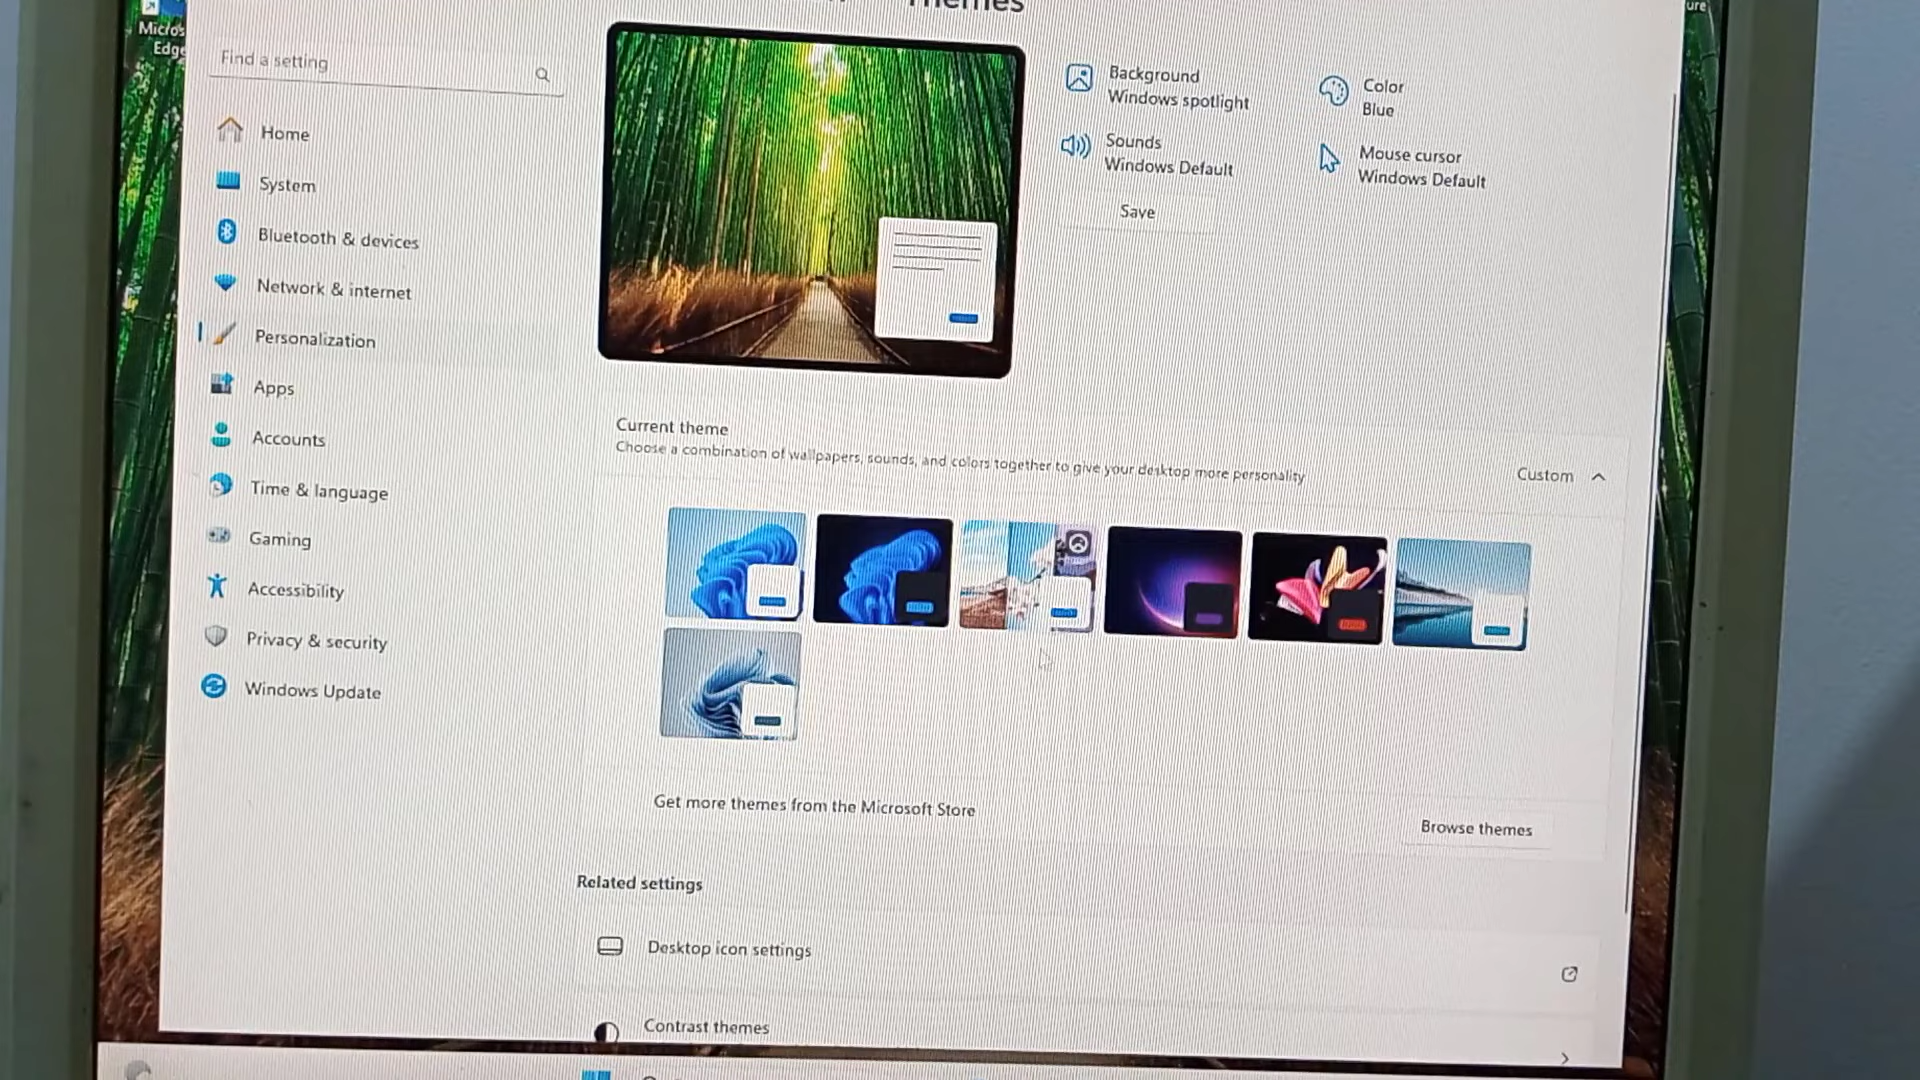 Themes
Micros
Edge
ure
Find a setting
Home
System
Bluetooth & devices
Network & internet
Personalization
Apps
Accounts
Time & language
Gaming
Accessibility
Privacy & security
Windows Update
Background
Windows spotlight
Color
Blue
Sounds
Windows Default
Mouse cursor
Windows Default
Save
Current theme
Choose a combination of wallpapers, sounds, and colors together to give your desktop more personality
Custom
Get more themes from the Microsoft Store
Browse themes
Related settings
Desktop icon settings
Contrast themes